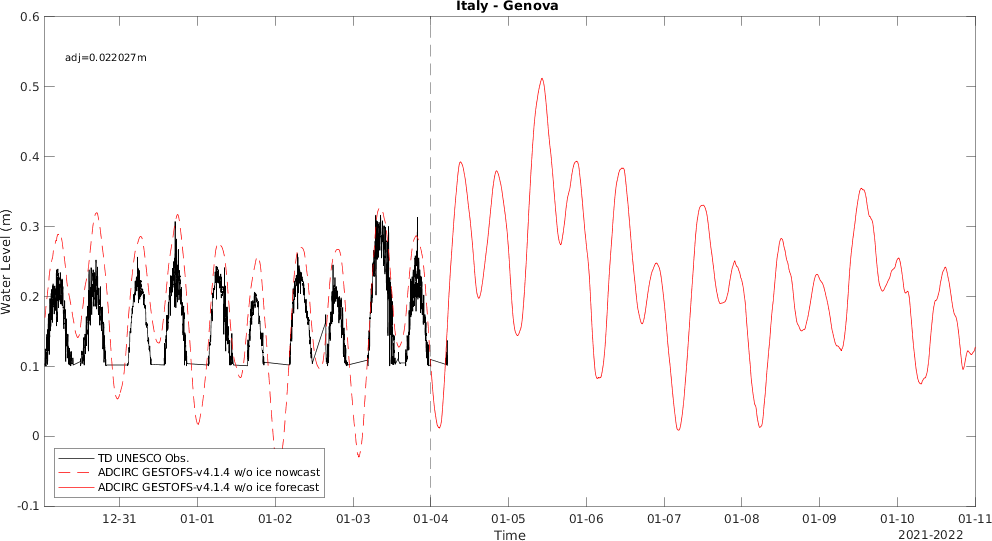 Italy - Genova
adj=0.022027m
Water Level (m)
0.6
0.5
0.4
0.3
0.2
0.1
0
-0.1
TD UNESCO Obs.
ADCIRC GESTOFS-v4.1.4 w/o ice nowcast
ADCIRC GESTOFS-v4.1.4 w/o ice forecast
12-31 01-01 01-02 01-03 01-04 01-05 01-06 01-07 01-08 01-09 01-10 01-11
Time
2021-2022